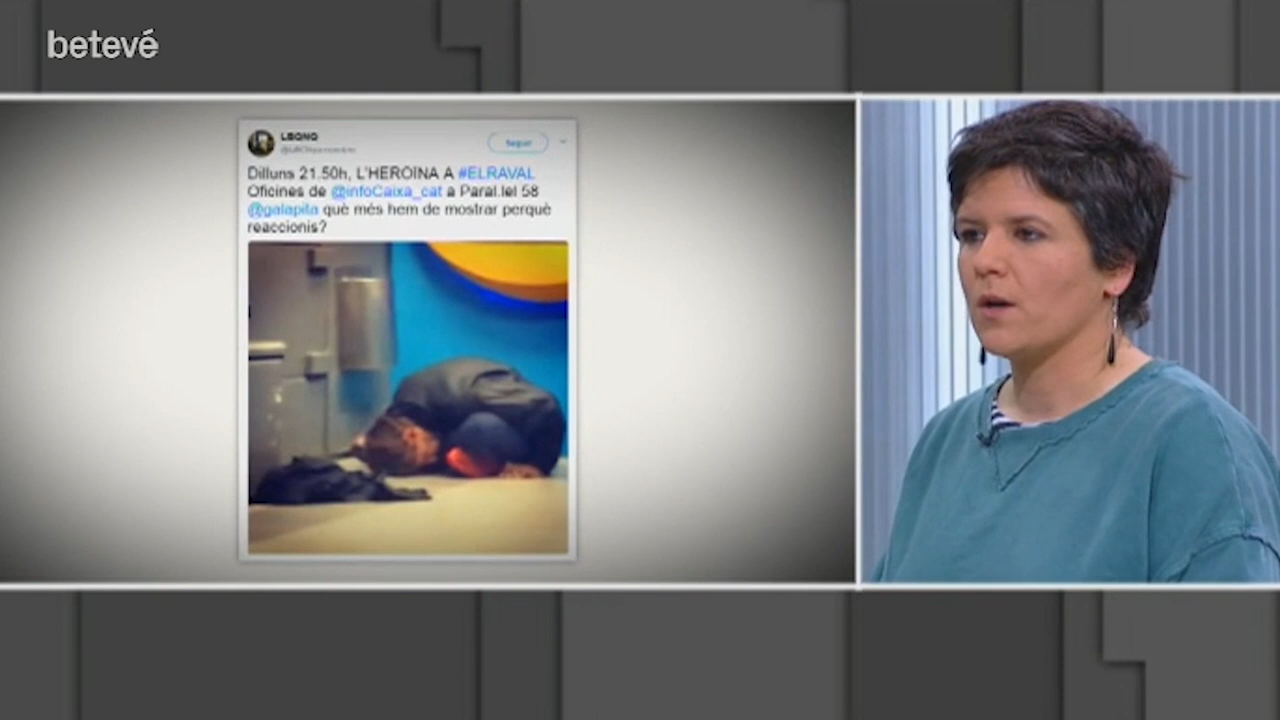 betevé
LBONO
Seguir
Dilluns 21.50h, L'HEROÏNA A #ELRAVAL
Oficines de @infoCaixa_cat a Paral.lel 58
@galapita què més hem de mostrar perquè
reaccionis?